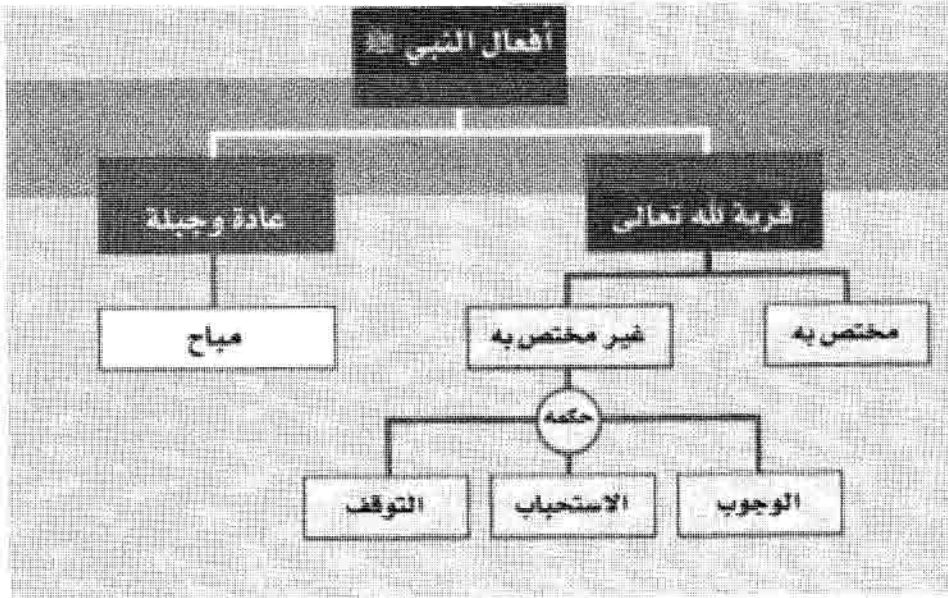 أفعال النبي ﷺ
قربة لله تعالى
عادة وجبلة
مختص به
غير مختص به
مباح
حكمه
الوجوب
الاستحباب
التوقف